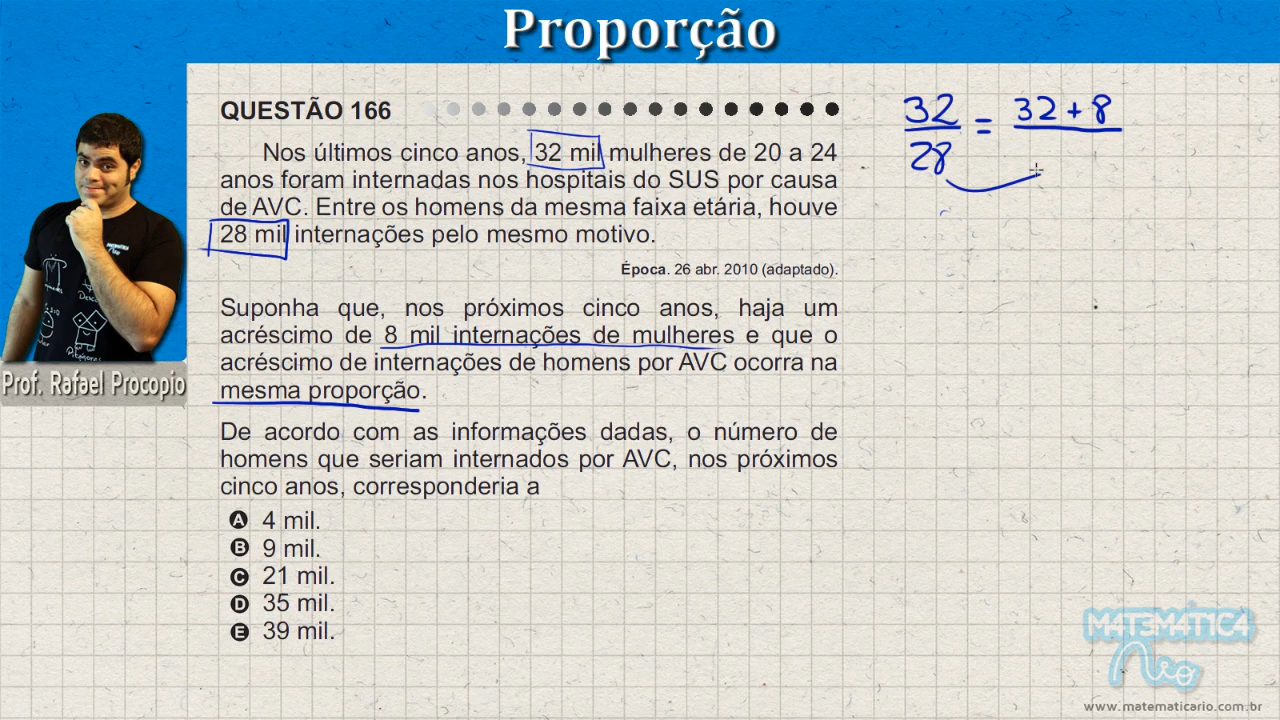 Proporção
QUESTÃO 166
Nos últimos cinco anos, 32 mil mulheres de 20 a 24
anos foram internadas nos hospitais do SUS por causa
de AVC. Entre os homens da mesma faixa etária, houve
28 mil internações pelo mesmo motivo.
Época. 26 abr. 2010 (adaptado).
Suponha que, nos próximos cinco anos, haja um
acréscimo de 8 mil internações de mulheres e que o
acréscimo de internações de homens por AVC ocorra na
mesma proporção.
De acordo com as informações dadas, o número de
homens que seriam internados por AVC, nos próximos
cinco anos, corresponderia a
A 4 mil.
B 9 mil.
C 21 mil.
D 35 mil.
E 39 mil.
32 = 32 + 8
28
Prof. Rafael Procopio
MATEMÁTICA
Rio
www.matematicario.com.br